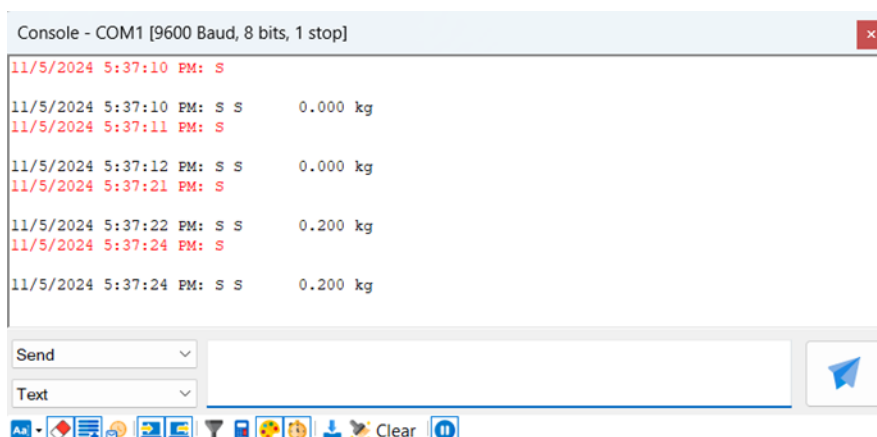 Console - COM1 [9600 Baud, 8 bits, 1 stop]
11/5/2024 5:37:10 PM: S
11/5/2024 5:37:10 PM: S S      0.000 kg
11/5/2024 5:37:11 PM: S
11/5/2024 5:37:12 PM: S S      0.000 kg
11/5/2024 5:37:21 PM: S
11/5/2024 5:37:22 PM: S S      0.200 kg
11/5/2024 5:37:24 PM: S
11/5/2024 5:37:24 PM: S S      0.200 kg
Send
Text
Aa Clear